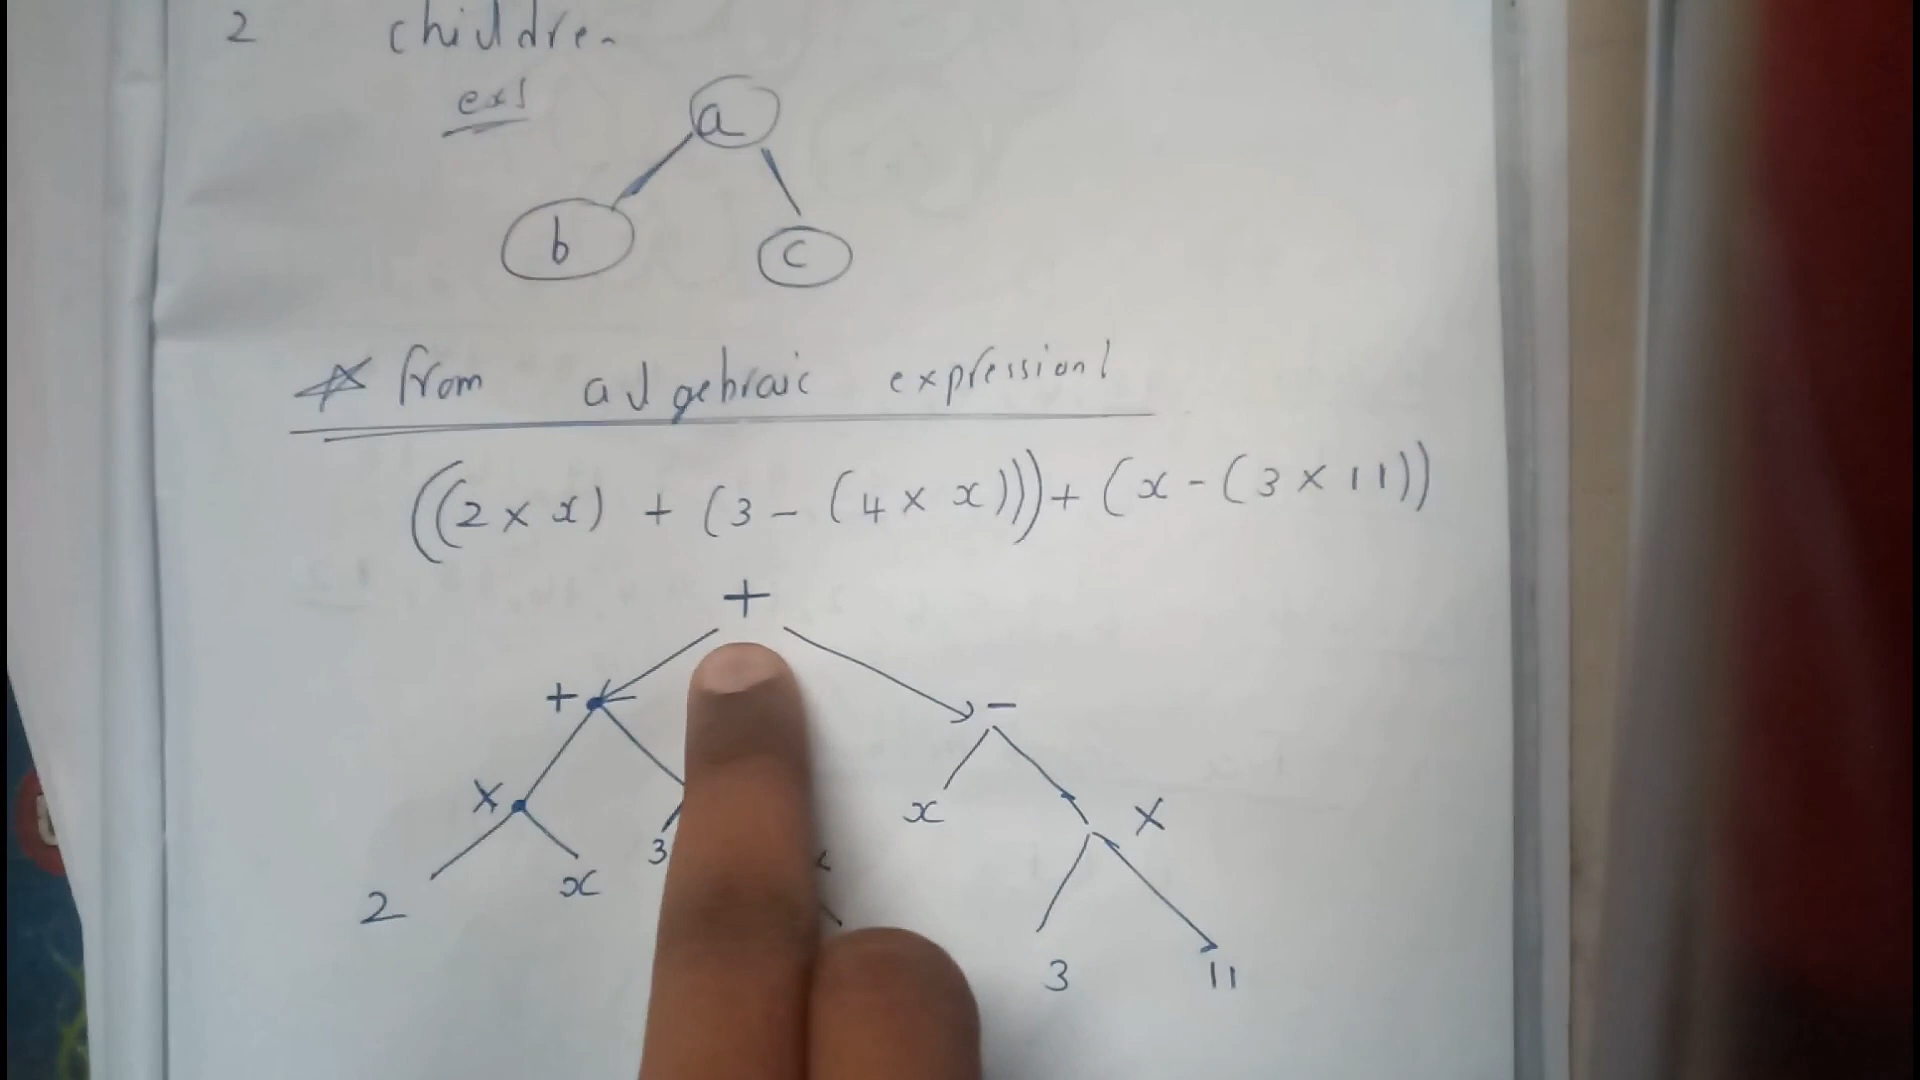 2 children
ex!
a
b c
* from algebraic expression!
((2 × x) + (3 - (4 × x))) + (x - (3 × 11))
+
+ -
× x ×
2 x 3
3 11